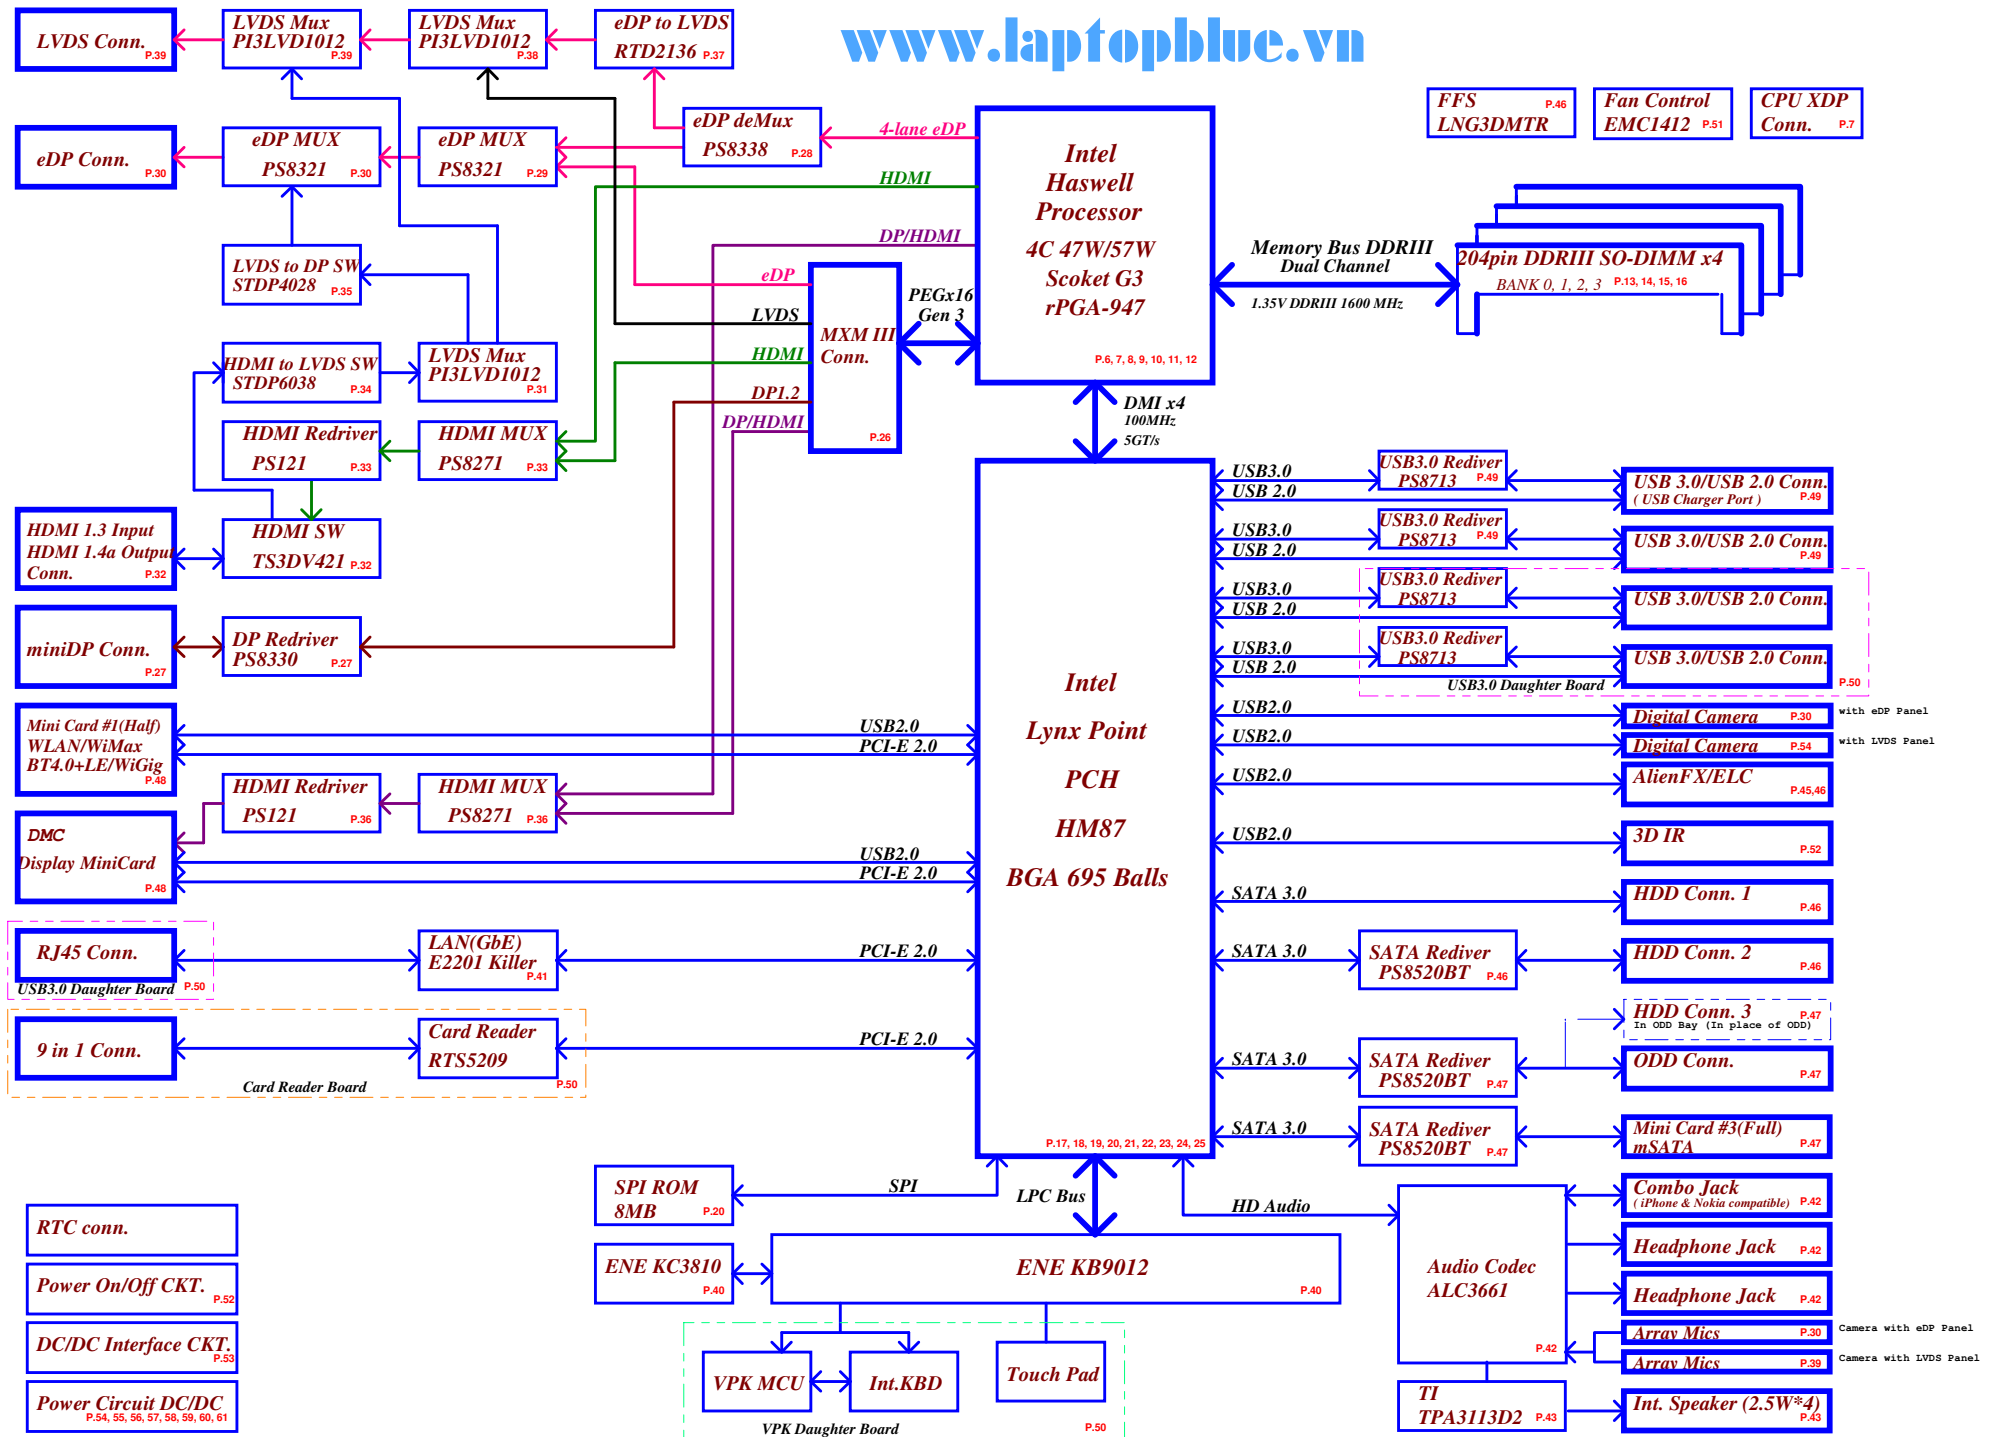 www.laptopblue.vn
LVDS Conn.
P.39
LVDS Mux
PI3LVD1012
P.39
LVDS Mux
PI3LVD1012
P.38
eDP to LVDS
RTD2136
P.37
eDP Conn.
P.30
eDP MUX
PS8321
P.30
eDP MUX
PS8321
P.29
eDP deMux
PS8338
P.28
4-lane eDP
HDMI
DP/HDMI
Intel
Haswell
Processor
4C 47W/57W
Scoket G3
rPGA-947
P.6, 7, 8, 9, 10, 11, 12
FFS
P.46
LNG3DMTR
Fan Control
EMC1412
P.51
CPU XDP
Conn.
P.7
Memory Bus DDRIII
Dual Channel
1.35V DDRIII 1600 MHz
204pin DDRIII SO-DIMM x4
BANK 0, 1, 2, 3
P.13, 14, 15, 16
LVDS to DP SW
STDP4028
P.35
HDMI to LVDS SW
STDP6038
P.34
LVDS Mux
PI3LVD1012
P.31
eDP
LVDS
HDMI
DP1.2
DP/HDMI
MXM III
Conn.
P.26
PEGx16
Gen 3
DMI x4
100MHz
5GT/s
HDMI Redriver
PS121
P.33
HDMI MUX
PS8271
P.33
HDMI 1.3 Input
HDMI 1.4a Output
Conn.
P.32
HDMI SW
TS3DV421
P.32
miniDP Conn.
P.27
DP Redriver
PS8330
P.27
Mini Card #1(Half)
WLAN/WiMax
BT4.0+LE/WiGig
P.48
USB2.0
PCI-E 2.0
HDMI Redriver
PS121
P.36
HDMI MUX
PS8271
P.36
DMC
Display MiniCard
P.48
USB2.0
PCI-E 2.0
RJ45 Conn.
USB3.0 Daughter Board
P.50
LAN(GbE)
E2201 Killer
P.41
PCI-E 2.0
9 in 1 Conn.
Card Reader
RTS5209
P.50
Card Reader Board
PCI-E 2.0
Intel
Lynx Point
PCH
HM87
BGA 695 Balls
P.17, 18, 19, 20, 21, 22, 23, 24, 25
USB3.0
USB 2.0
USB3.0 Rediver
PS8713
P.49
USB 3.0/USB 2.0 Conn.
( USB Charger Port )
P.49
USB3.0
USB 2.0
USB3.0 Rediver
PS8713
P.49
USB 3.0/USB 2.0 Conn.
P.49
USB3.0
USB 2.0
USB3.0 Rediver
PS8713
USB 3.0/USB 2.0 Conn.
USB3.0
USB 2.0
USB3.0 Rediver
PS8713
USB 3.0/USB 2.0 Conn.
USB3.0 Daughter Board
P.50
USB2.0
Digital Camera
P.30
with eDP Panel
USB2.0
Digital Camera
P.54
with LVDS Panel
USB2.0
AlienFX/ELC
P.45,46
USB2.0
3D IR
P.52
SATA 3.0
HDD Conn. 1
P.46
SATA 3.0
SATA Rediver
PS8520BT
P.46
HDD Conn. 2
P.46
HDD Conn. 3
P.47
In ODD Bay (In place of ODD)
SATA 3.0
SATA Rediver
PS8520BT
P.47
ODD Conn.
P.47
SATA 3.0
SATA Rediver
PS8520BT
P.47
Mini Card #3(Full)
mSATA
P.47
SPI ROM
8MB
P.20
SPI
LPC Bus
HD Audio
ENE KC3810
P.40
ENE KB9012
P.40
VPK MCU
Int.KBD
Touch Pad
P.50
VPK Daughter Board
Audio Codec
ALC3661
P.42
Combo Jack
( iPhone & Nokia compatible)
P.42
Headphone Jack
P.42
Headphone Jack
P.42
Array Mics
P.30
Camera with eDP Panel
Array Mics
P.39
Camera with LVDS Panel
TI
TPA3113D2
P.43
Int. Speaker (2.5W*4)
P.43
RTC conn.
Power On/Off CKT.
P.52
DC/DC Interface CKT.
P.53
Power Circuit DC/DC
P.54, 55, 56, 57, 58, 59, 60, 61